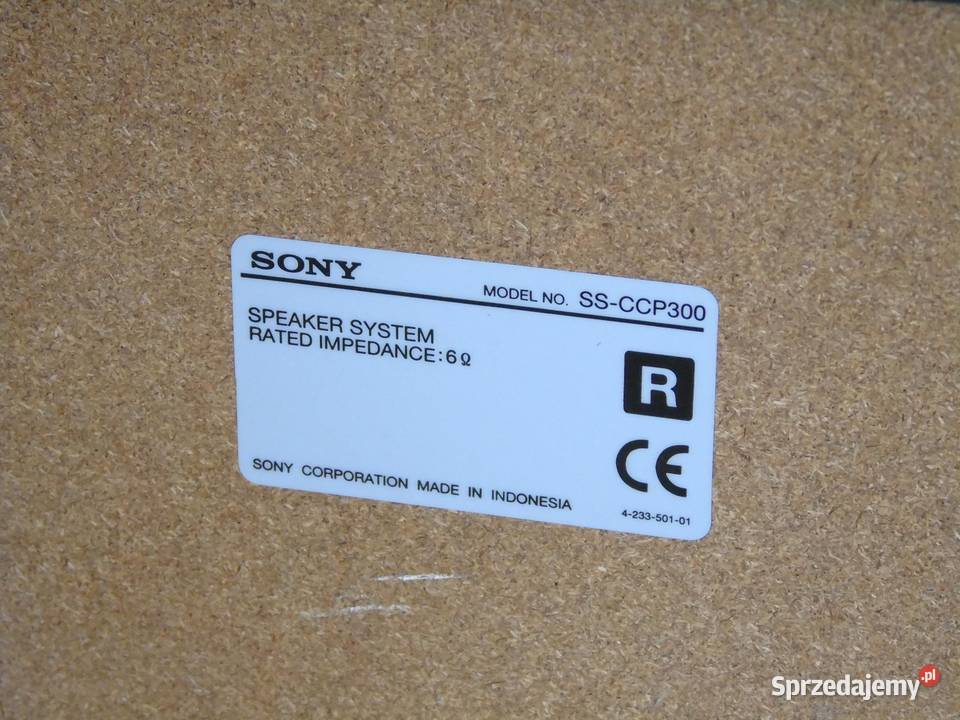 SONY
MODEL NO. SS-CCP300
SPEAKER SYSTEM
RATED IMPEDANCE:6Ω
R
CE
SONY CORPORATION MADE IN INDONESIA
4-233-501-01
Sprzedajemy.pl